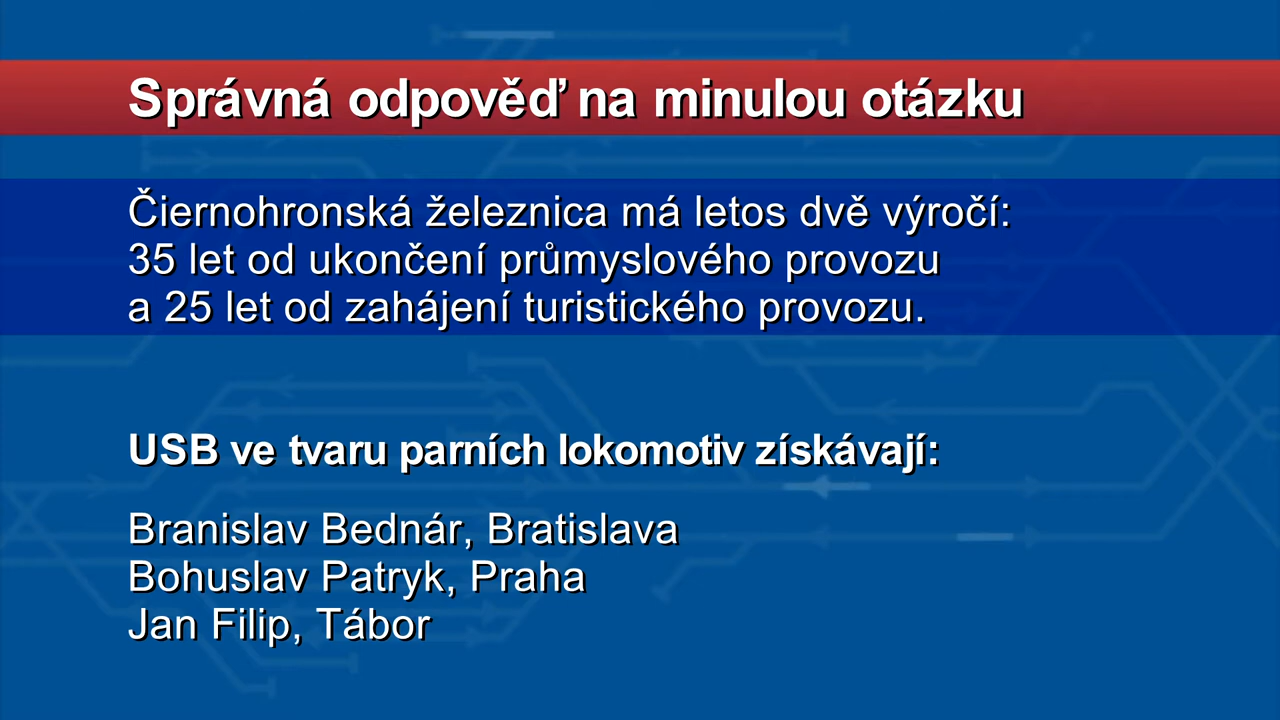 Správná odpověď na minulou otázku
Čiernohronská železnica má letos dvě výročí:
35 let od ukončení průmyslového provozu
a 25 let od zahájení turistického provozu.
USB ve tvaru parních lokomotiv získávají:
Branislav Bednár, Bratislava
Bohuslav Patryk, Praha
Jan Filip, Tábor